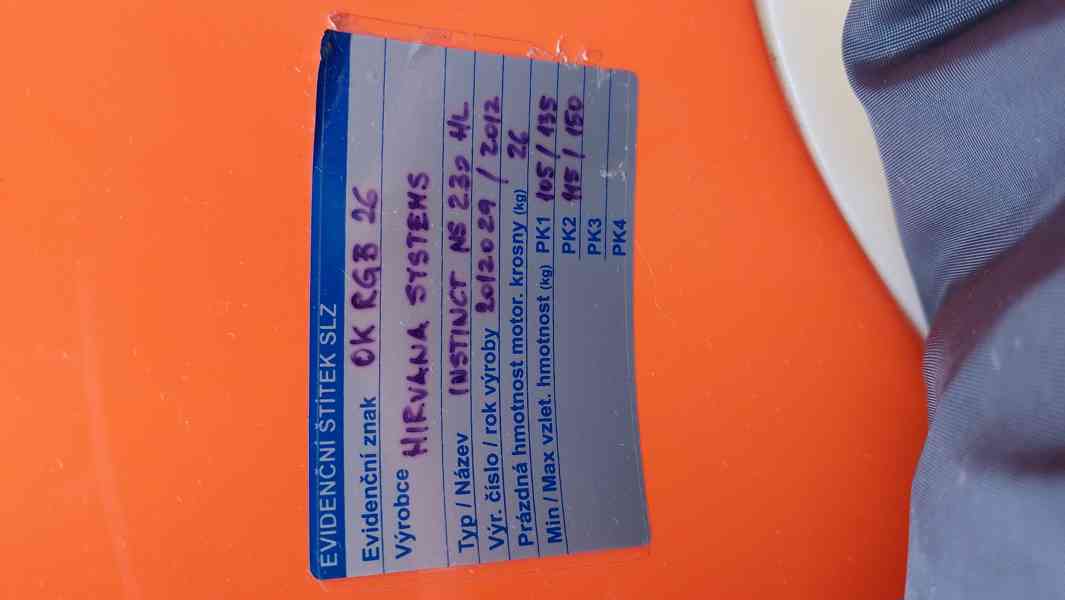 EVIDENČNÍ ŠTÍTEK SLZ
Evidenční znak OK RGB 26
Výrobce NIRVANA SYSTEMS
Typ / Název INSTINCT NS 230 H/L
Výr. číslo / rok výroby 2012029 / 2012
Prázdná hmotnost motor. krosny (kg) 26
Min / Max vzlet. hmotnost (kg) PK1 105 / 135
PK2 115 / 150
PK3
PK4